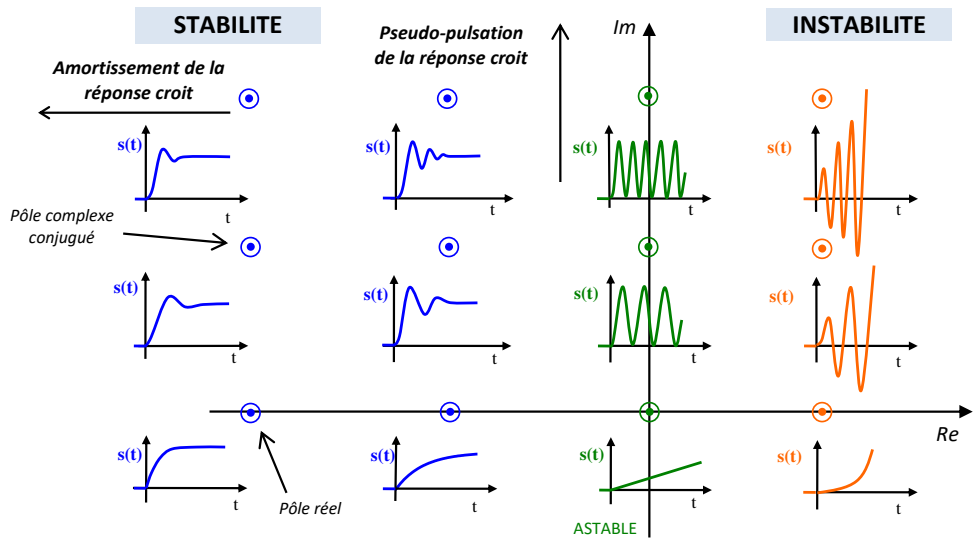 STABILITE
Pseudo-pulsation
de la réponse croit
Im
INSTABILITE
Amortissement de la
réponse croit
s(t)
t
s(t)
t
s(t)
t
s(t)
t
Pôle complexe
conjugué
s(t)
t
s(t)
t
s(t)
t
s(t)
t
Re
s(t)
t
s(t)
t
s(t)
t
s(t)
t
Pôle réel
ASTABLE